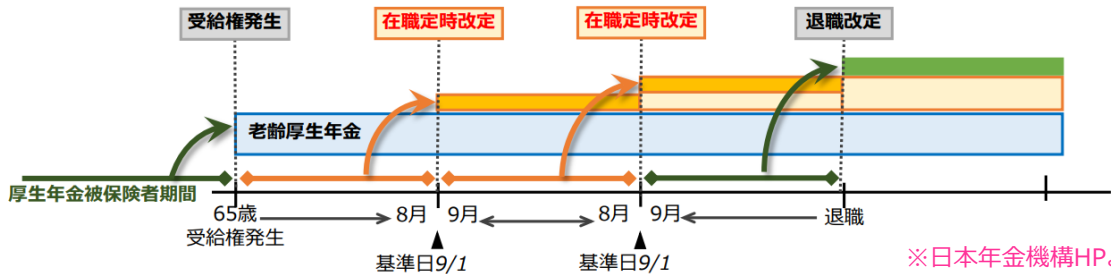 受給権発生
在職定時改定
在職定時改定
退職改定
老齢厚生年金
厚生年金被保険者期間
65歳
受給権発生
8月
9月
8月
9月
退職
基準日9/1
基準日9/1
※日本年金機構HP